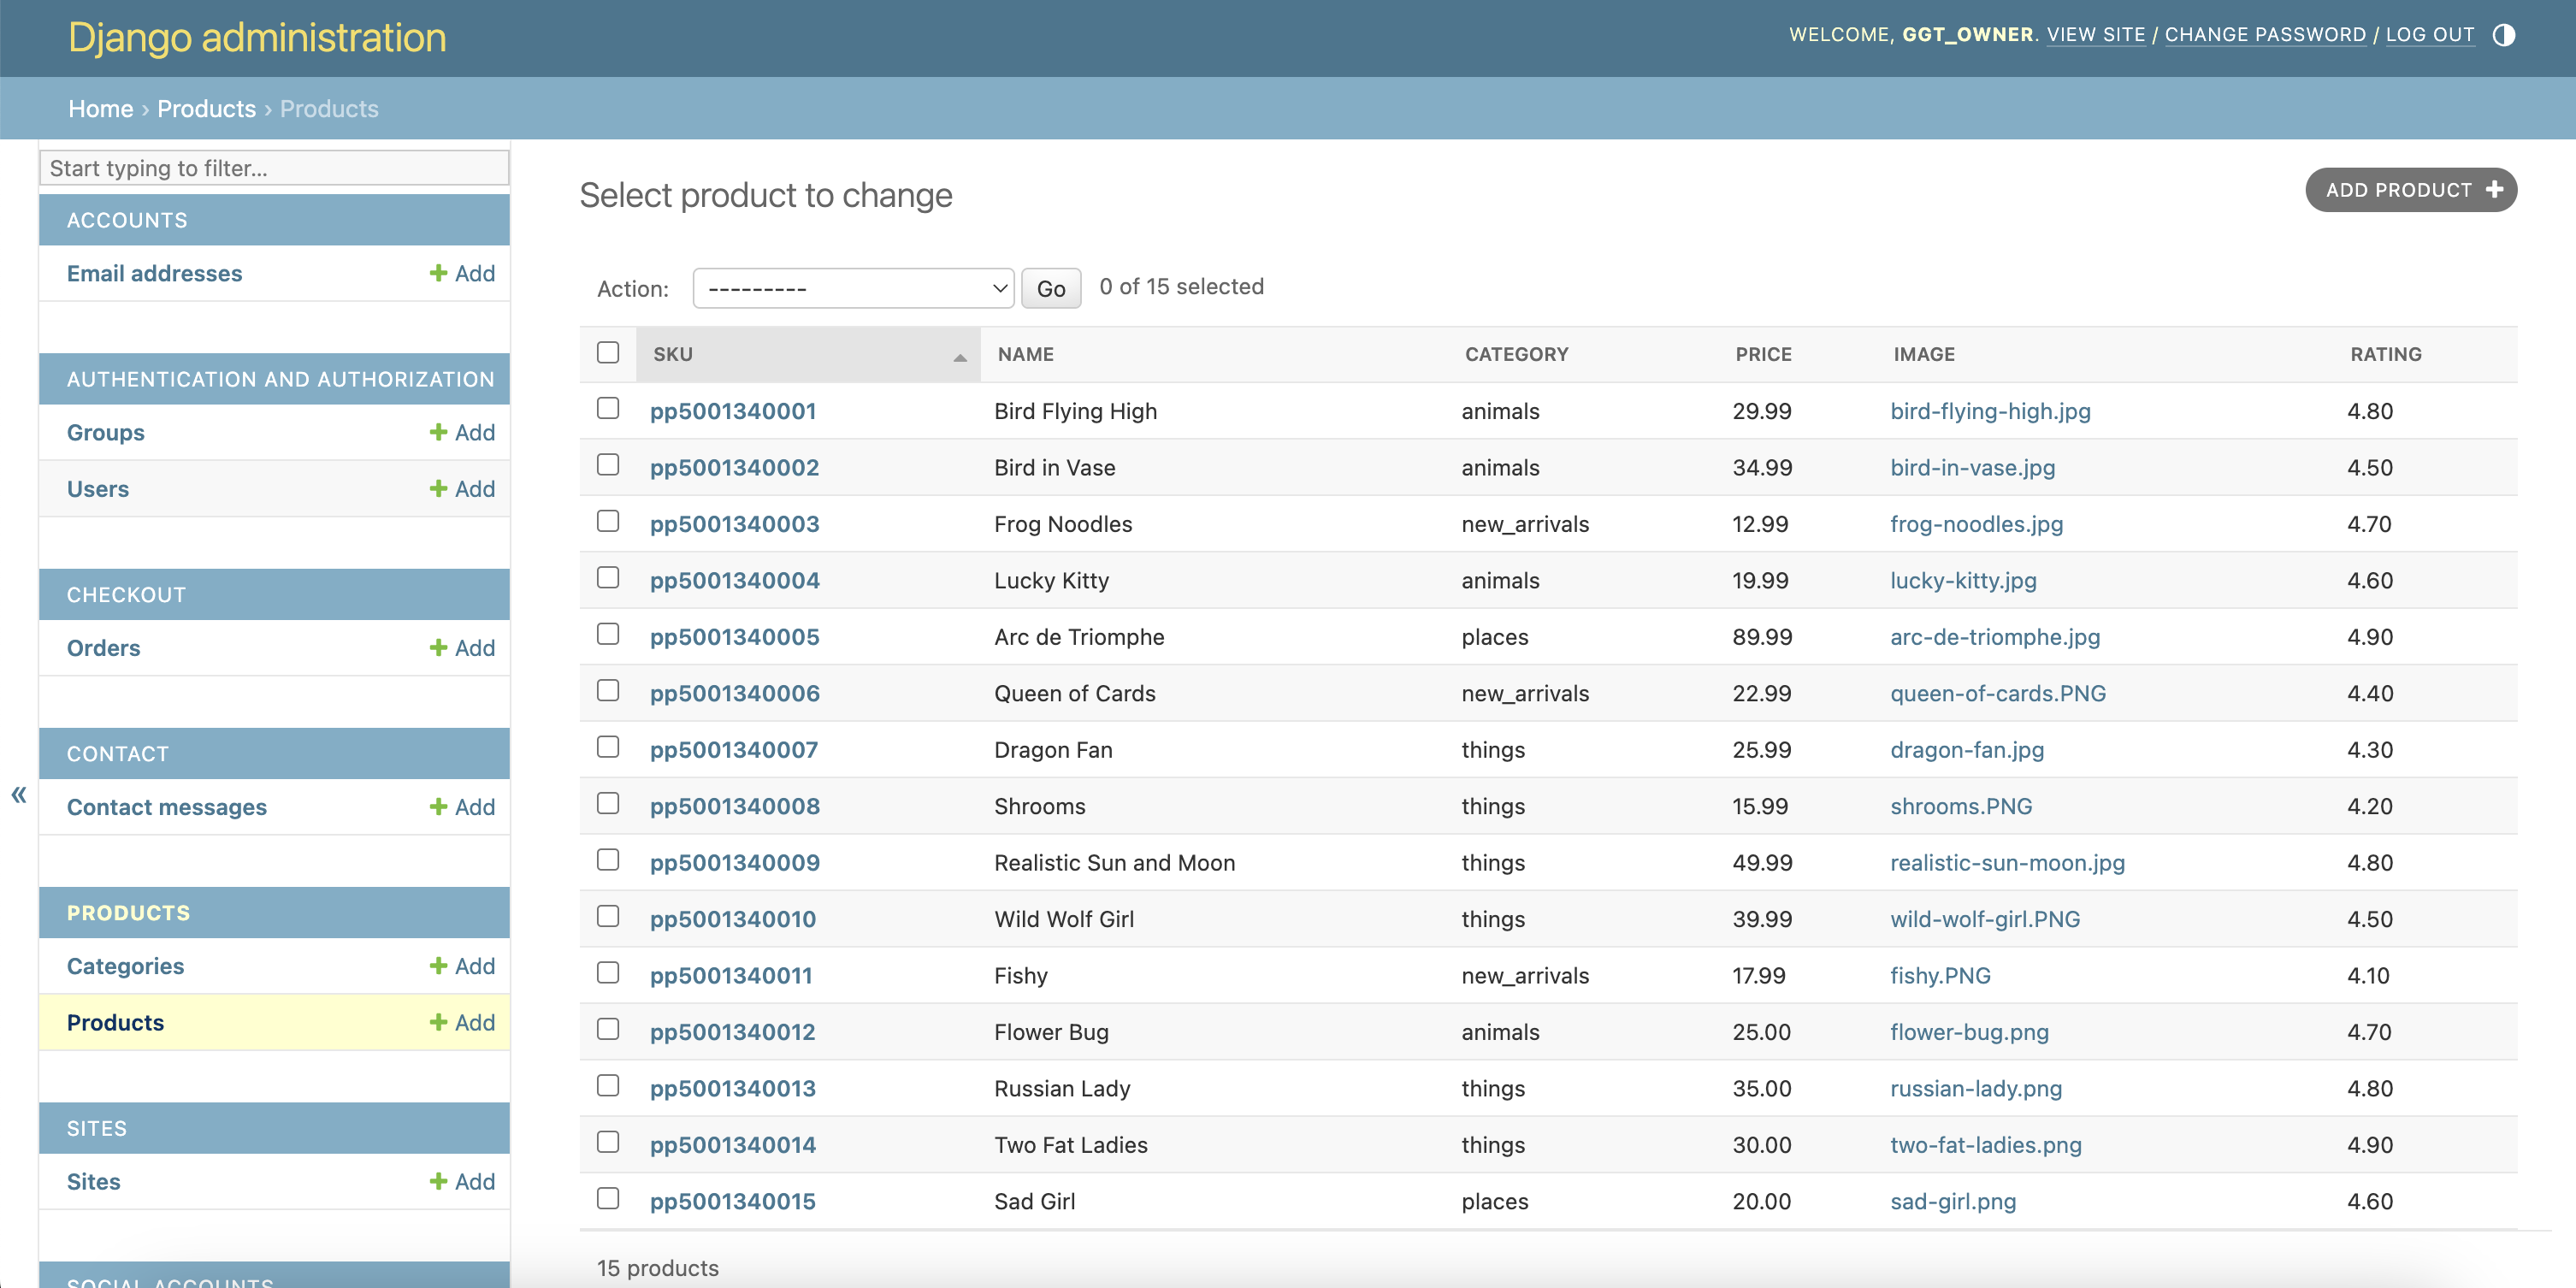 Django administration
WELCOME, GGT_OWNER. VIEW SITE / CHANGE PASSWORD / LOG OUT
Home › Products › Products
Start typing to filter...
ACCOUNTS
Email addresses + Add
AUTHENTICATION AND AUTHORIZATION
Groups + Add
Users + Add
CHECKOUT
Orders + Add
CONTACT
Contact messages + Add
PRODUCTS
Categories + Add
Products + Add
SITES
Sites + Add
SOCIAL ACCOUNTS
«
Select product to change
ADD PRODUCT +
Action: --------- Go 0 of 15 selected
SKU NAME CATEGORY PRICE IMAGE RATING
pp5001340001 Bird Flying High animals 29.99 bird-flying-high.jpg 4.80
pp5001340002 Bird in Vase animals 34.99 bird-in-vase.jpg 4.50
pp5001340003 Frog Noodles new_arrivals 12.99 frog-noodles.jpg 4.70
pp5001340004 Lucky Kitty animals 19.99 lucky-kitty.jpg 4.60
pp5001340005 Arc de Triomphe places 89.99 arc-de-triomphe.jpg 4.90
pp5001340006 Queen of Cards new_arrivals 22.99 queen-of-cards.PNG 4.40
pp5001340007 Dragon Fan things 25.99 dragon-fan.jpg 4.30
pp5001340008 Shrooms things 15.99 shrooms.PNG 4.20
pp5001340009 Realistic Sun and Moon things 49.99 realistic-sun-moon.jpg 4.80
pp5001340010 Wild Wolf Girl things 39.99 wild-wolf-girl.PNG 4.50
pp5001340011 Fishy new_arrivals 17.99 fishy.PNG 4.10
pp5001340012 Flower Bug animals 25.00 flower-bug.png 4.70
pp5001340013 Russian Lady things 35.00 russian-lady.png 4.80
pp5001340014 Two Fat Ladies things 30.00 two-fat-ladies.png 4.90
pp5001340015 Sad Girl places 20.00 sad-girl.png 4.60
15 products